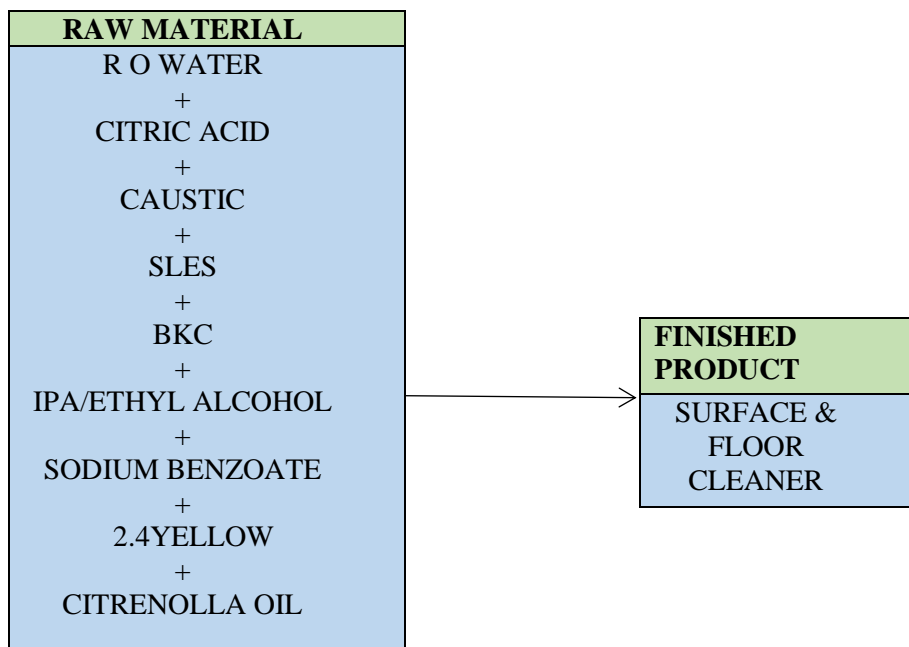 RAW MATERIAL
R O WATER
+
CITRIC ACID
+
CAUSTIC
+
SLES
+
BKC
+
IPA/ETHYL ALCOHOL
+
SODIUM BENZOATE
+
2.4YELLOW
+
CITRENOLLA OIL
FINISHED
PRODUCT
SURFACE &
FLOOR
CLEANER